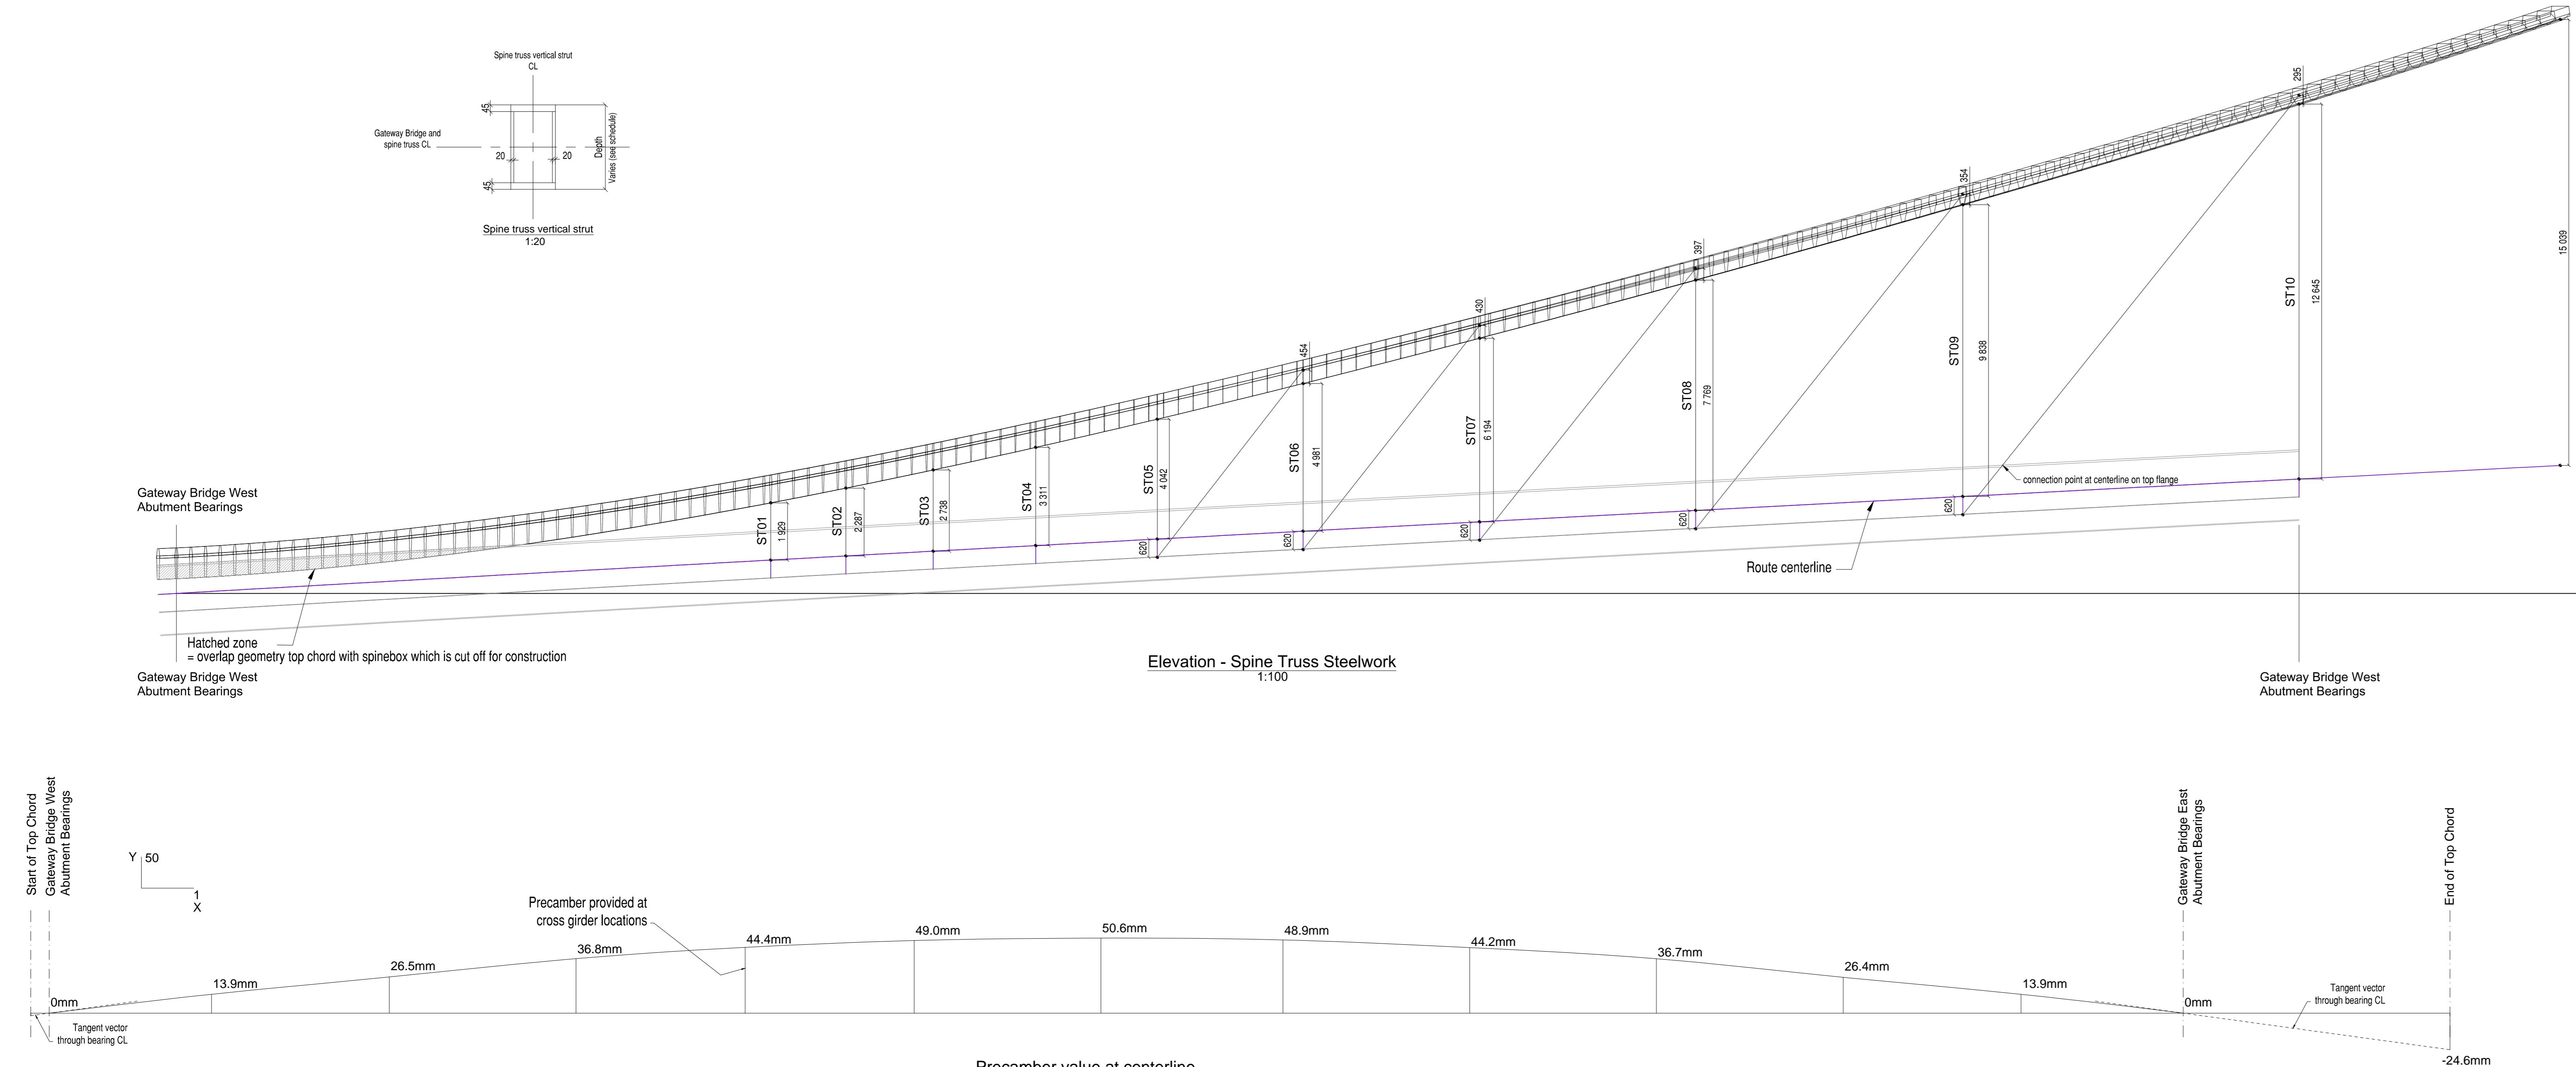 Spine truss vertical strut
CL
45
Gateway Bridge and
spine truss CL
20
20
Depth
Varies (see schedule)
45
Spine truss vertical strut
1:20
Gateway Bridge West
Abutment Bearings
ST01
1 929
ST02
2 287
ST03
2 738
ST04
3 311
ST05
4 042
620
454
ST06
4 981
620
430
ST07
6 194
620
397
ST08
7 769
620
354
ST09
9 838
620
295
ST10
12 645
15 039
connection point at centerline on top flange
Route centerline
Hatched zone
= overlap geometry top chord with spinebox which is cut off for construction
Gateway Bridge West
Abutment Bearings
Elevation - Spine Truss Steelwork
1:100
Gateway Bridge West
Abutment Bearings
Start of Top Chord
Gateway Bridge West
Abutment Bearings
Y
50
1
X
Precamber provided at
cross girder locations
0mm
13.9mm
26.5mm
36.8mm
44.4mm
49.0mm
50.6mm
48.9mm
44.2mm
36.7mm
26.4mm
13.9mm
0mm
Tangent vector
through bearing CL
Gateway Bridge East
Abutment Bearings
End of Top Chord
Tangent vector
through bearing CL
-24.6mm
Precamber value at centerline